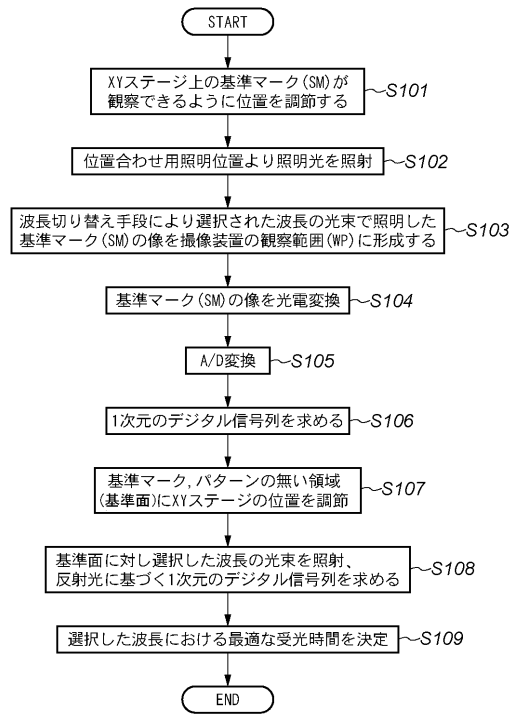 START
XYステージ上の基準マーク(SM)が
観察できるように位置を調節する
S101
位置合わせ用照明位置より照明光を照射
S102
波長切り替え手段により選択された波長の光束で照明した
基準マーク(SM)の像を撮像装置の観察範囲(WP)に形成する
S103
基準マーク(SM)の像を光電変換
S104
A/D変換
S105
1次元のデジタル信号列を求める
S106
基準マーク,パターンの無い領域
(基準面)にXYステージの位置を調節
S107
基準面に対し選択した波長の光束を照射、
反射光に基づく1次元のデジタル信号列を求める
S108
選択した波長における最適な受光時間を決定
S109
END